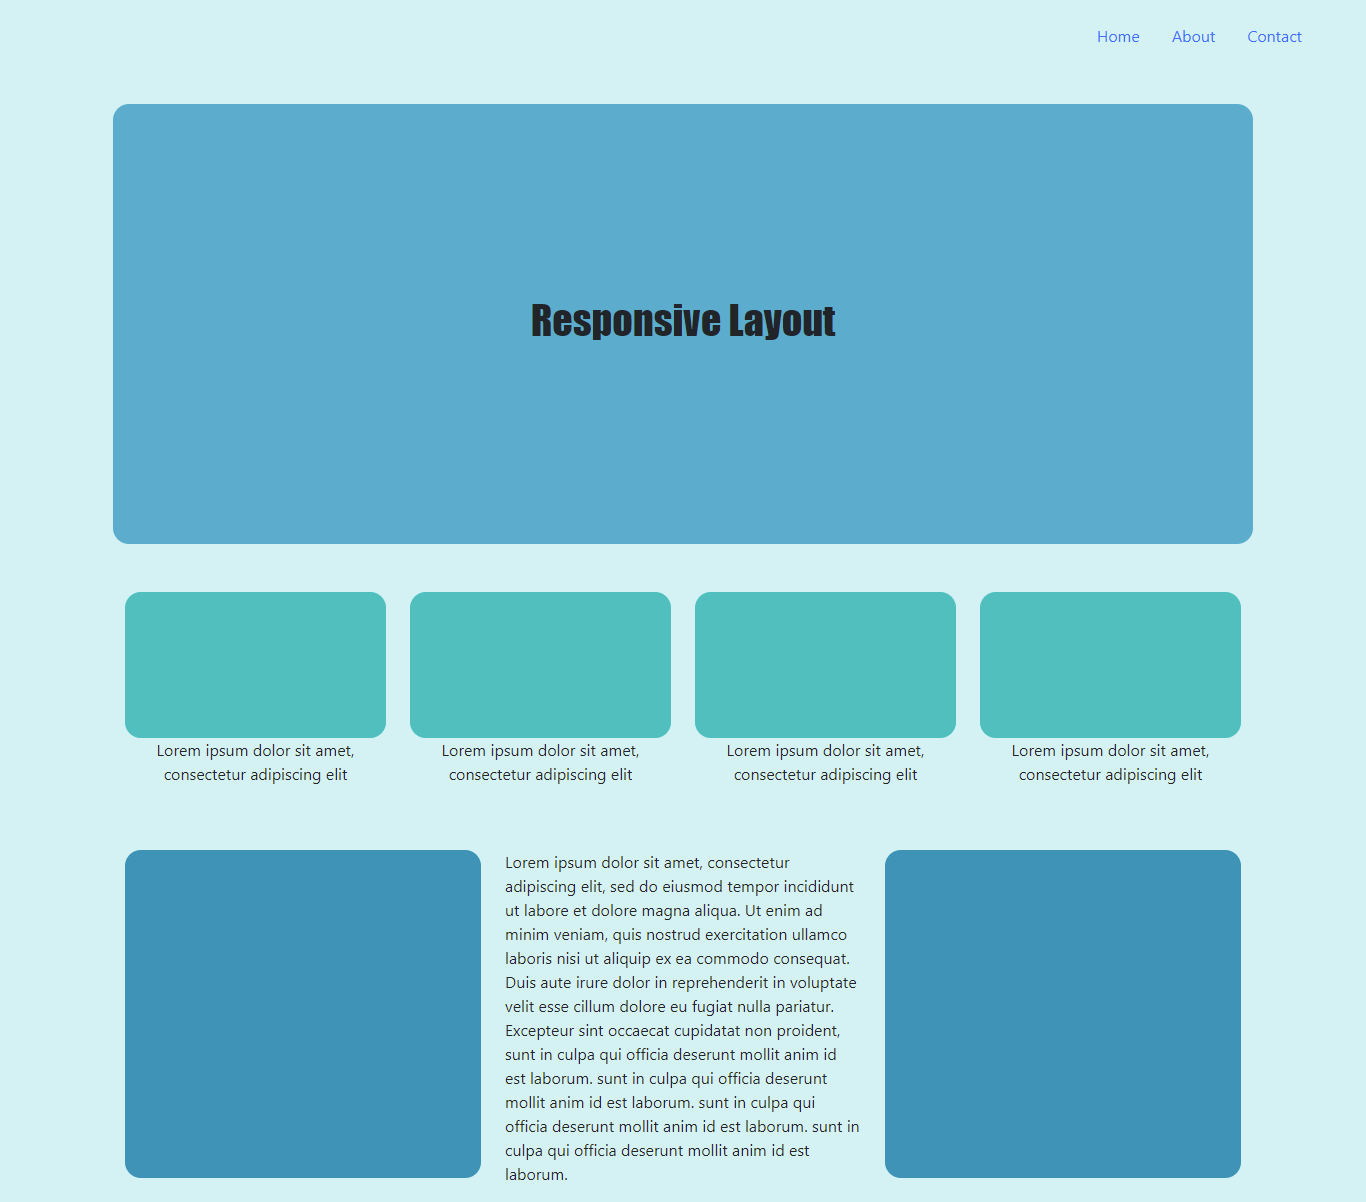 Home About Contact
Responsive Layout
Lorem ipsum dolor sit amet,
consectetur adipiscing elit
Lorem ipsum dolor sit amet,
consectetur adipiscing elit
Lorem ipsum dolor sit amet,
consectetur adipiscing elit
Lorem ipsum dolor sit amet,
consectetur adipiscing elit
Lorem ipsum dolor sit amet, consectetur
adipiscing elit, sed do eiusmod tempor incididunt
ut labore et dolore magna aliqua. Ut enim ad
minim veniam, quis nostrud exercitation ullamco
laboris nisi ut aliquip ex ea commodo consequat.
Duis aute irure dolor in reprehenderit in voluptate
velit esse cillum dolore eu fugiat nulla pariatur.
Excepteur sint occaecat cupidatat non proident,
sunt in culpa qui officia deserunt mollit anim id
est laborum. sunt in culpa qui officia deserunt
mollit anim id est laborum. sunt in culpa qui
officia deserunt mollit anim id est laborum. sunt in
culpa qui officia deserunt mollit anim id est
laborum.